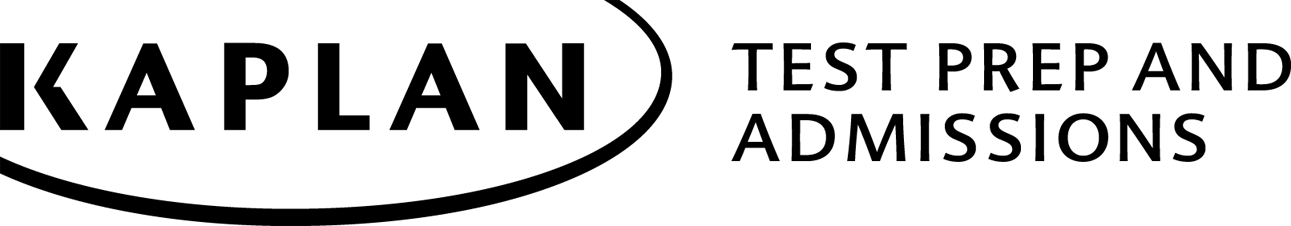 KAPLAN
TEST PREP AND
ADMISSIONS